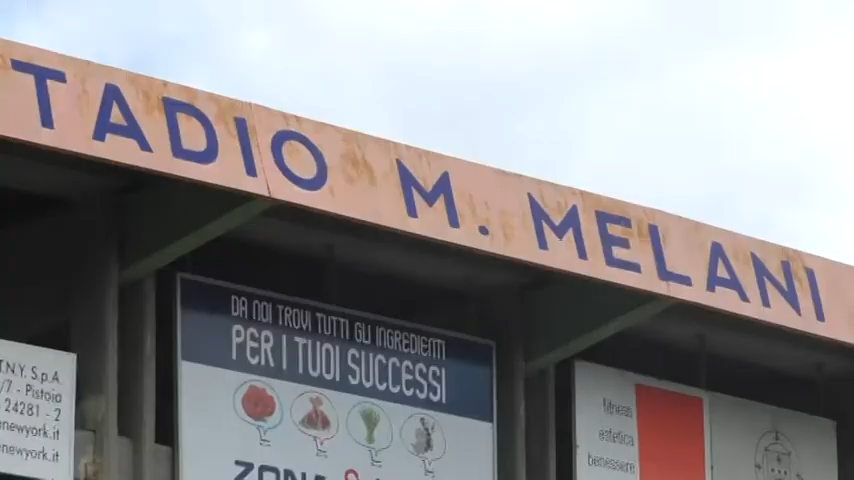 TADIO M. MELANI
DA NOI TROVI TUTTI GLI INGREDIENTI
PER I TUOI SUCCESSI
T.N.Y. S.p.A.
/7 - Pistoia
24281 - 2
newyork.it
newyork.it
fitness
estetica
benessere